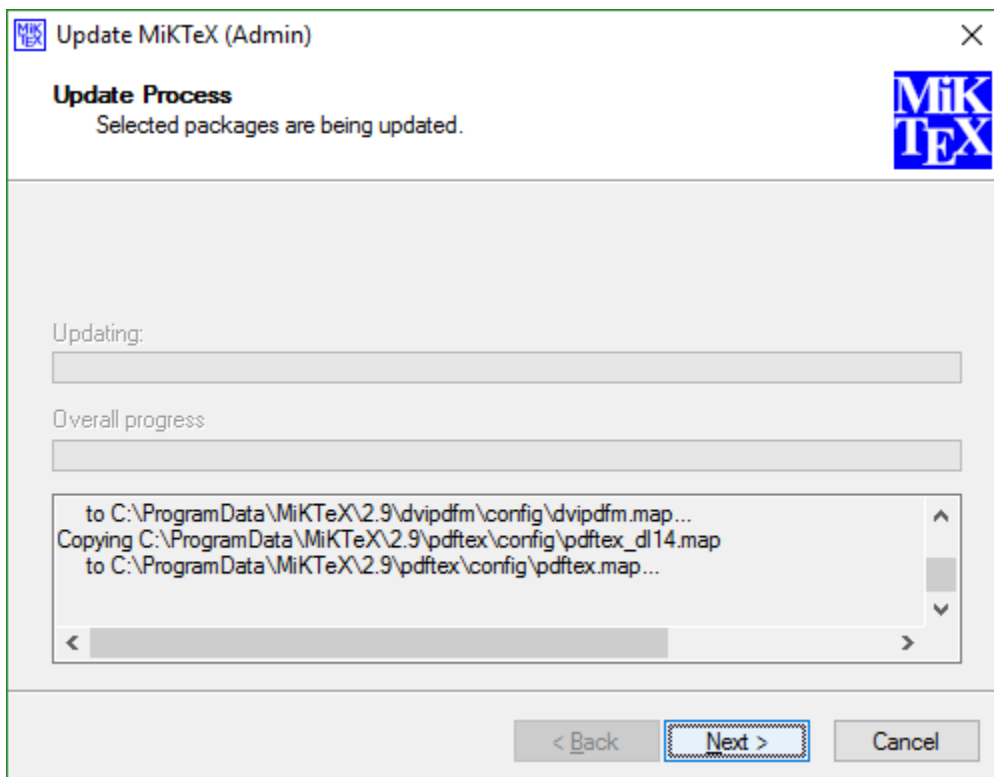 MiKTEX Update MiKTeX (Admin)
Update Process
Selected packages are being updated.
MiK
TEX
Updating:
Overall progress
to C:\ProgramData\MiKTeX\2.9\dvipdfm\config\dvipdfm.map...
Copying C:\ProgramData\MiKTeX\2.9\pdftex\config\pdftex_dl14.map
to C:\ProgramData\MiKTeX\2.9\pdftex\config\pdftex.map...
< Back Next > Cancel